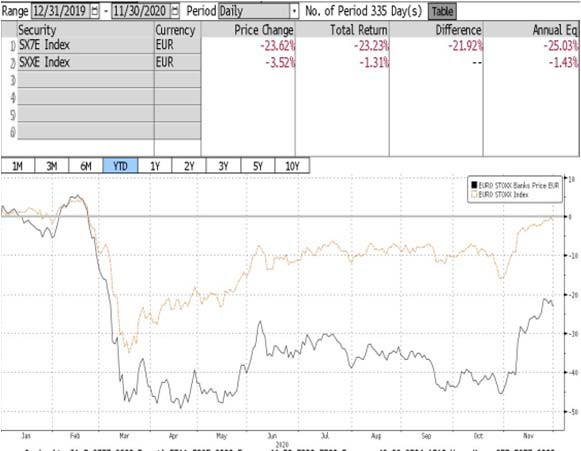 Range 12/31/2019 - 11/30/2020 Period Daily No. of Period 335 Day(s) Table
Security Currency Price Change Total Return Difference Annual Eq
1) SX7E Index EUR -23.62% -23.23% -21.92% -25.03%
2) SXXE Index EUR -3.52% -1.31% -- -1.43%
3)
4)
5)
6)
1M 3M 6M YTD 1Y 2Y 3Y 5Y 10Y
EURO STOXX Banks Price EUR
EURO STOXX Index
10
0
-10
-20
-30
-40
-50
Jan Feb Mar Apr May Jun Jul Aug Sep Oct Nov
2020